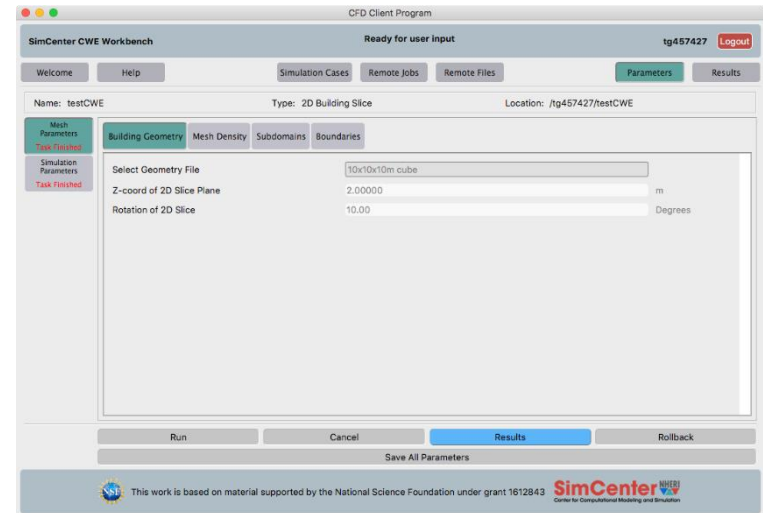 CFD Client Program
SimCenter CWE Workbench Ready for user input tg457427 Logout
Welcome Help Simulation Cases Remote Jobs Remote Files Parameters Results
Name: testCWE Type: 2D Building Slice Location: /tg457427/testCWE
Mesh
Parameters
Task Finished
Simulation
Parameters
Task Finished
Building Geometry Mesh Density Subdomains Boundaries
Select Geometry File 10x10x10m cube
Z-coord of 2D Slice Plane 2.00000 m
Rotation of 2D Slice 10.00 Degrees
Run Cancel Results Rollback
Save All Parameters
NSF This work is based on material supported by the National Science Foundation under grant 1612843 SimCenter NHERI
Center for Computational Modeling and Simulation